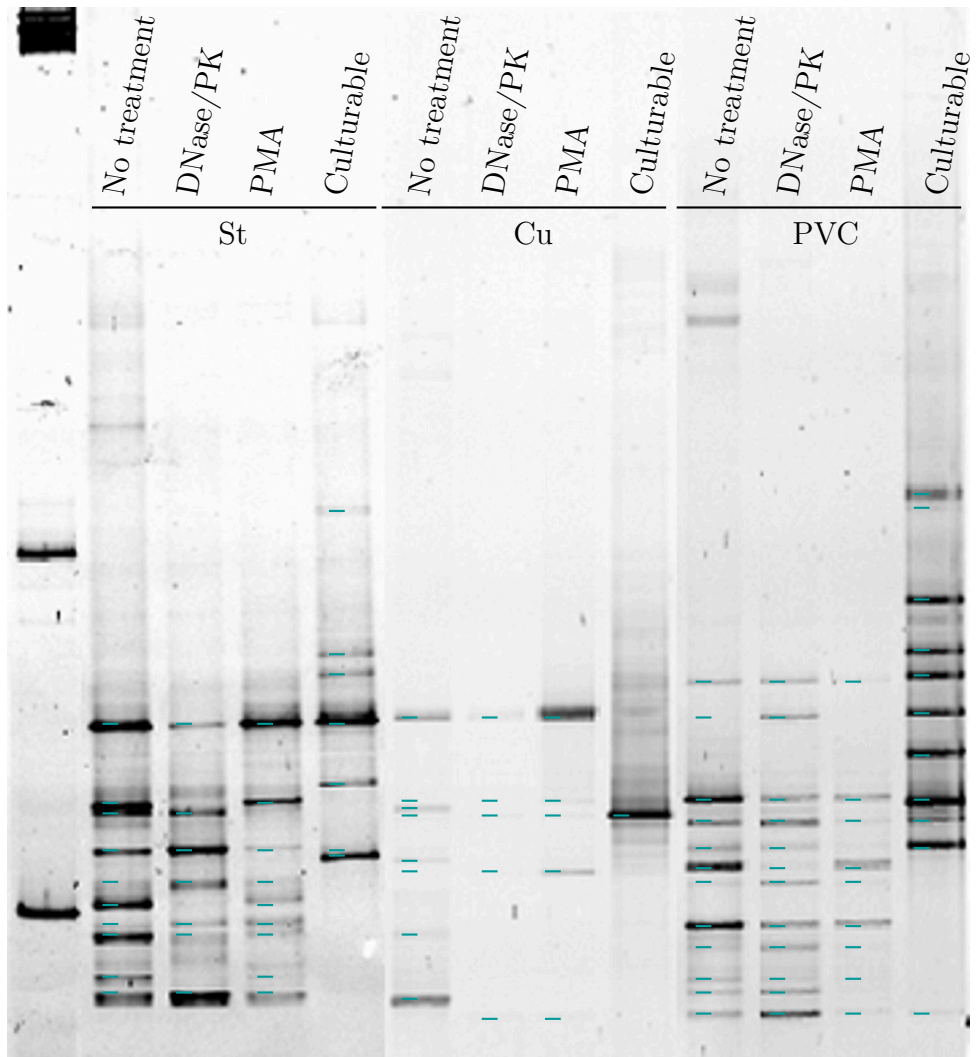 No treatment
DNase/PK
PMA
Culturable
No treatment
DNase/PK
PMA
Culturable
No treatment
DNase/PK
PMA
Culturable
St
Cu
PVC